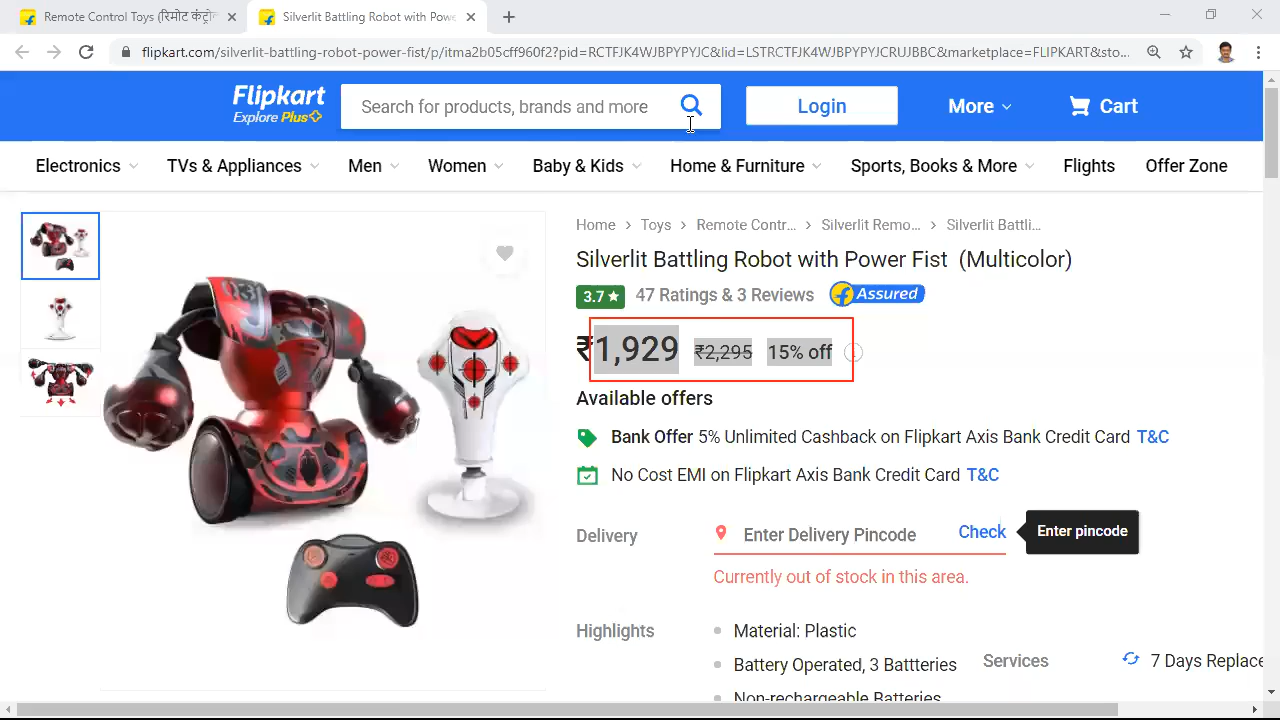 Remote Control Toys (रिमोट कंट्रो
Silverlit Battling Robot with Powe
flipkart.com/silverlit-battling-robot-power-fist/p/itma2b05cff960f2?pid=RCTFJK4WJBPYPYJC&lid=LSTRCTFJK4WJBPYPYJCRUJBBC&marketplace=FLIPKART&sto...
Flipkart
Explore Plus
Search for products, brands and more
Login
More
Cart
Electronics
TVs & Appliances
Men
Women
Baby & Kids
Home & Furniture
Sports, Books & More
Flights
Offer Zone
Home > Toys > Remote Contr... > Silverlit Remo... > Silverlit Battli...
Silverlit Battling Robot with Power Fist (Multicolor)
3.7★ 47 Ratings & 3 Reviews Assured
₹1,929 ₹2,295 15% off
Available offers
Bank Offer 5% Unlimited Cashback on Flipkart Axis Bank Credit Card T&C
No Cost EMI on Flipkart Axis Bank Credit Card T&C
Delivery
Enter Delivery Pincode
Check
Enter pincode
Currently out of stock in this area.
Highlights
Material: Plastic
Battery Operated, 3 Battteries
Non-rechargeable Batteries
Services
7 Days Replace